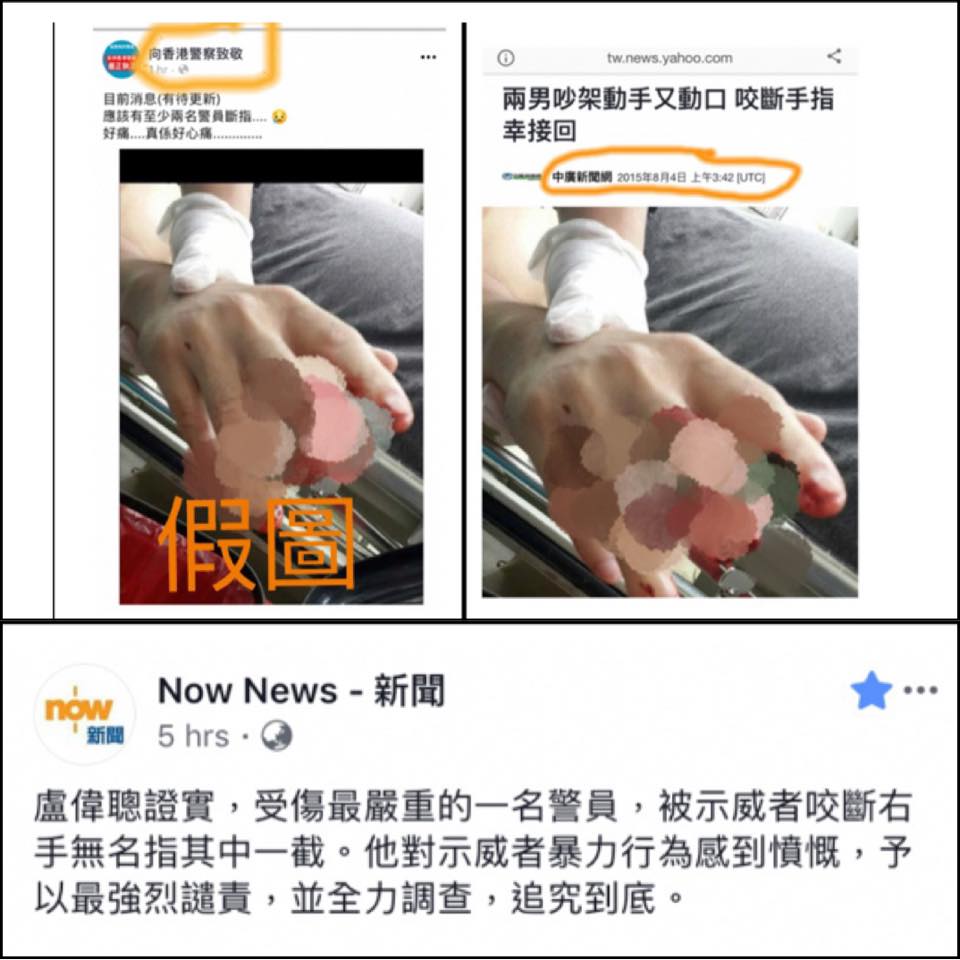 向香港警察致敬
1 hr
目前消息(有待更新)
應該有至少兩名警員斷指.... 😢
好痛....真係好心痛.............
假圖
tw.news.yahoo.com
兩男吵架動手又動口 咬斷手指
幸接回
中廣新聞網 2015年8月4日 上午3:42 [UTC]
now
新聞
Now News - 新聞
5 hrs
盧偉聰證實，受傷最嚴重的一名警員，被示威者咬斷右
手無名指其中一截。他對示威者暴力行為感到憤慨，予
以最強烈譴責，並全力調查，追究到底。